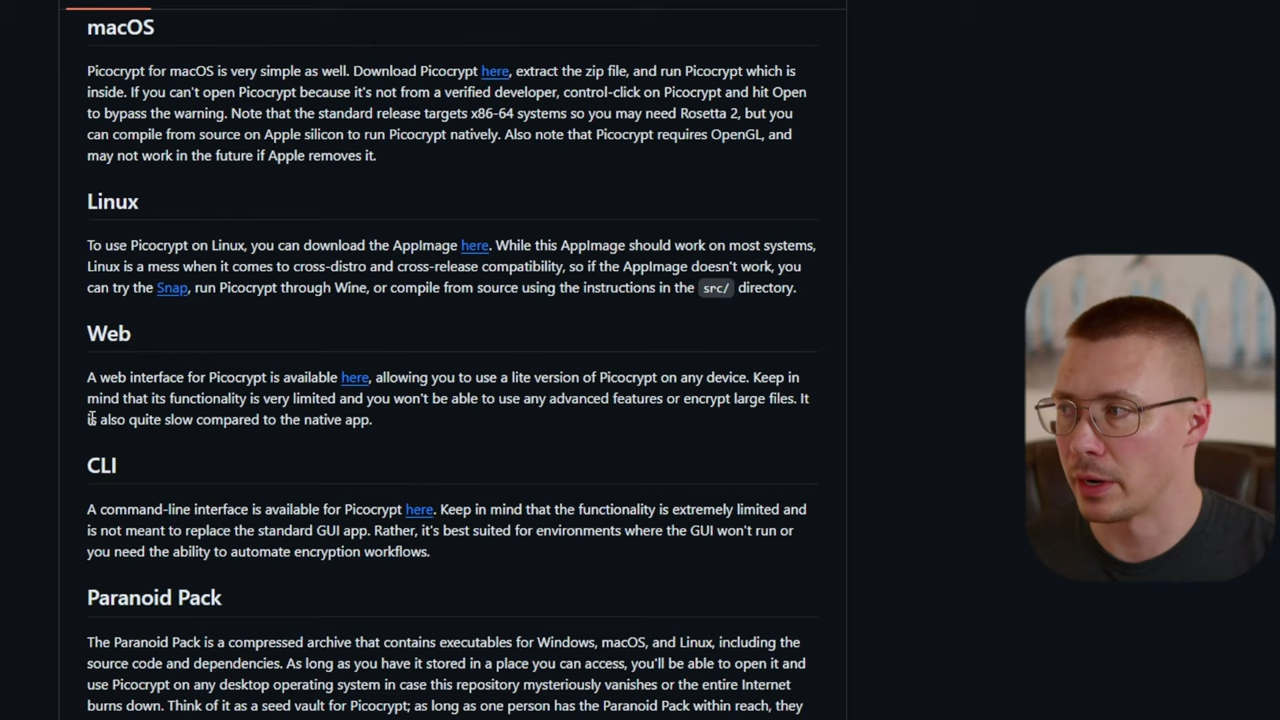 macOS
Picocrypt for macOS is very simple as well. Download Picocrypt here, extract the zip file, and run Picocrypt which is
inside. If you can't open Picocrypt because it's not from a verified developer, control-click on Picocrypt and hit Open
to bypass the warning. Note that the standard release targets x86-64 systems so you may need Rosetta 2, but you
can compile from source on Apple silicon to run Picocrypt natively. Also note that Picocrypt requires OpenGL, and
may not work in the future if Apple removes it.
Linux
To use Picocrypt on Linux, you can download the AppImage here. While this AppImage should work on most systems,
Linux is a mess when it comes to cross-distro and cross-release compatibility, so if the AppImage doesn't work, you
can try the Snap, run Picocrypt through Wine, or compile from source using the instructions in the src/ directory.
Web
A web interface for Picocrypt is available here, allowing you to use a lite version of Picocrypt on any device. Keep in
mind that its functionality is very limited and you won't be able to use any advanced features or encrypt large files. It
is also quite slow compared to the native app.
CLI
A command-line interface is available for Picocrypt here. Keep in mind that the functionality is extremely limited and
is not meant to replace the standard GUI app. Rather, it's best suited for environments where the GUI won't run or
you need the ability to automate encryption workflows.
Paranoid Pack
The Paranoid Pack is a compressed archive that contains executables for Windows, macOS, and Linux, including the
source code and dependencies. As long as you have it stored in a place you can access, you'll be able to open it and
use Picocrypt on any desktop operating system in case this repository mysteriously vanishes or the entire Internet
burns down. Think of it as a seed vault for Picocrypt; as long as one person has the Paranoid Pack within reach, they